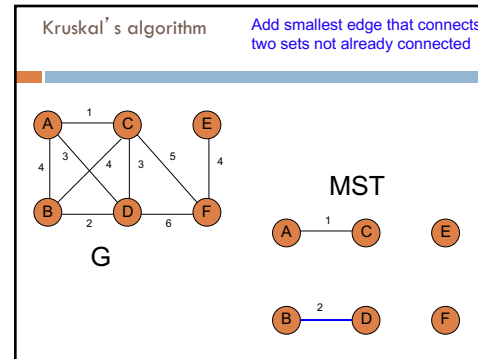 Kruskal's algorithm
Add smallest edge that connects
two sets not already connected
1
A C E
4 3 4 3 5 4
B D F
2 6
G
MST
1
A C E
2
B D F